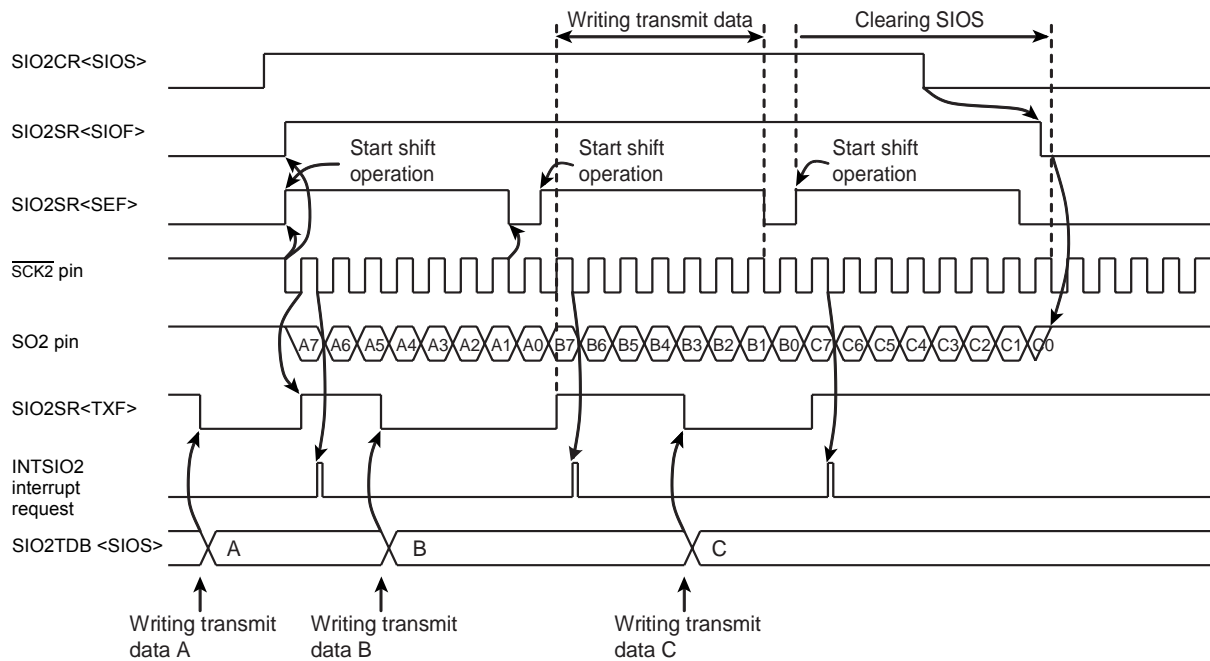 Writing transmit data
Clearing SIOS
SIO2CR<SIOS>
SIO2SR<SIOF>
Start shift
operation
Start shift
operation
Start shift
operation
SIO2SR<SEF>
SCK2 pin
SO2 pin
A7 A6 A5 A4 A3 A2 A1 A0 B7 B6 B5 B4 B3 B2 B1 B0 C7 C6 C5 C4 C3 C2 C1 C0
SIO2SR<TXF>
INTSIO2
interrupt
request
SIO2TDB <SIOS>
A
B
C
Writing transmit
data A
Writing transmit
data B
Writing transmit
data C